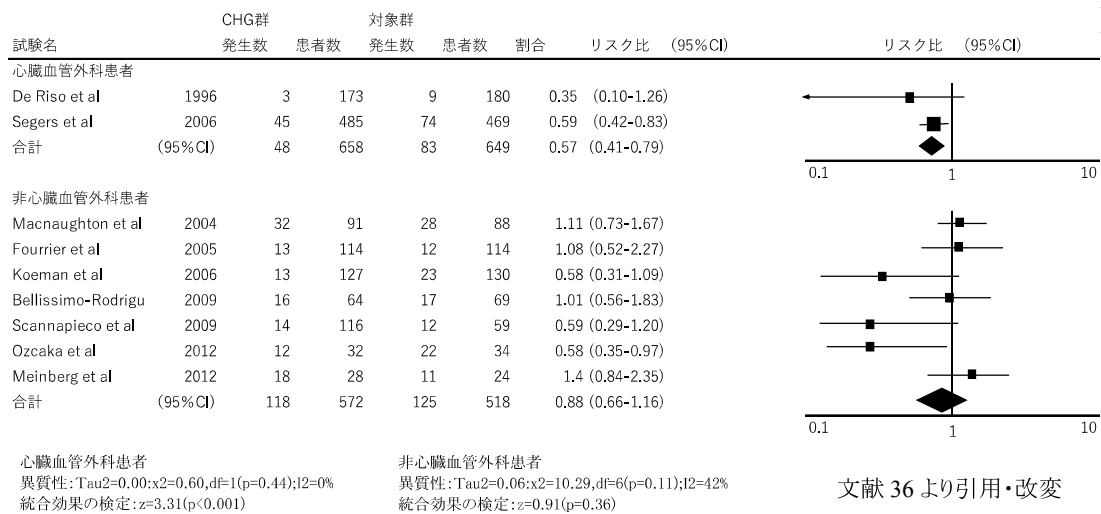 CHG群 対象群
試験名 発生数 患者数 発生数 患者数 割合 リスク比 (95%CI) リスク比 (95%CI)
心臓血管外科患者
De Riso et al 1996 3 173 9 180 0.35 (0.10-1.26)
Segers et al 2006 45 485 74 469 0.59 (0.42-0.83)
合計 (95%CI) 48 658 83 649 0.57 (0.41-0.79)
0.1 1 10
非心臓血管外科患者
Macnaughton et al 2004 32 91 28 88 1.11 (0.73-1.67)
Fourrier et al 2005 13 114 12 114 1.08 (0.52-2.27)
Koeman et al 2006 13 127 23 130 0.58 (0.31-1.09)
Bellissimo-Rodrigu 2009 16 64 17 69 1.01 (0.56-1.83)
Scannapieco et al 2009 14 116 12 59 0.59 (0.29-1.20)
Ozcaka et al 2012 12 32 22 34 0.58 (0.35-0.97)
Meinberg et al 2012 18 28 11 24 1.4 (0.84-2.35)
合計 (95%CI) 118 572 125 518 0.88 (0.66-1.16)
0.1 1 10
心臓血管外科患者
異質性:Tau2=0.00:x2=0.60,df=1(p=0.44);I2=0%
統合効果の検定:z=3.31(p<0.001)
非心臓血管外科患者
異質性:Tau2=0.06:x2=10.29,df=6(p=0.11);I2=42%
統合効果の検定:z=0.91(p=0.36)
文献 36 より引用・改変